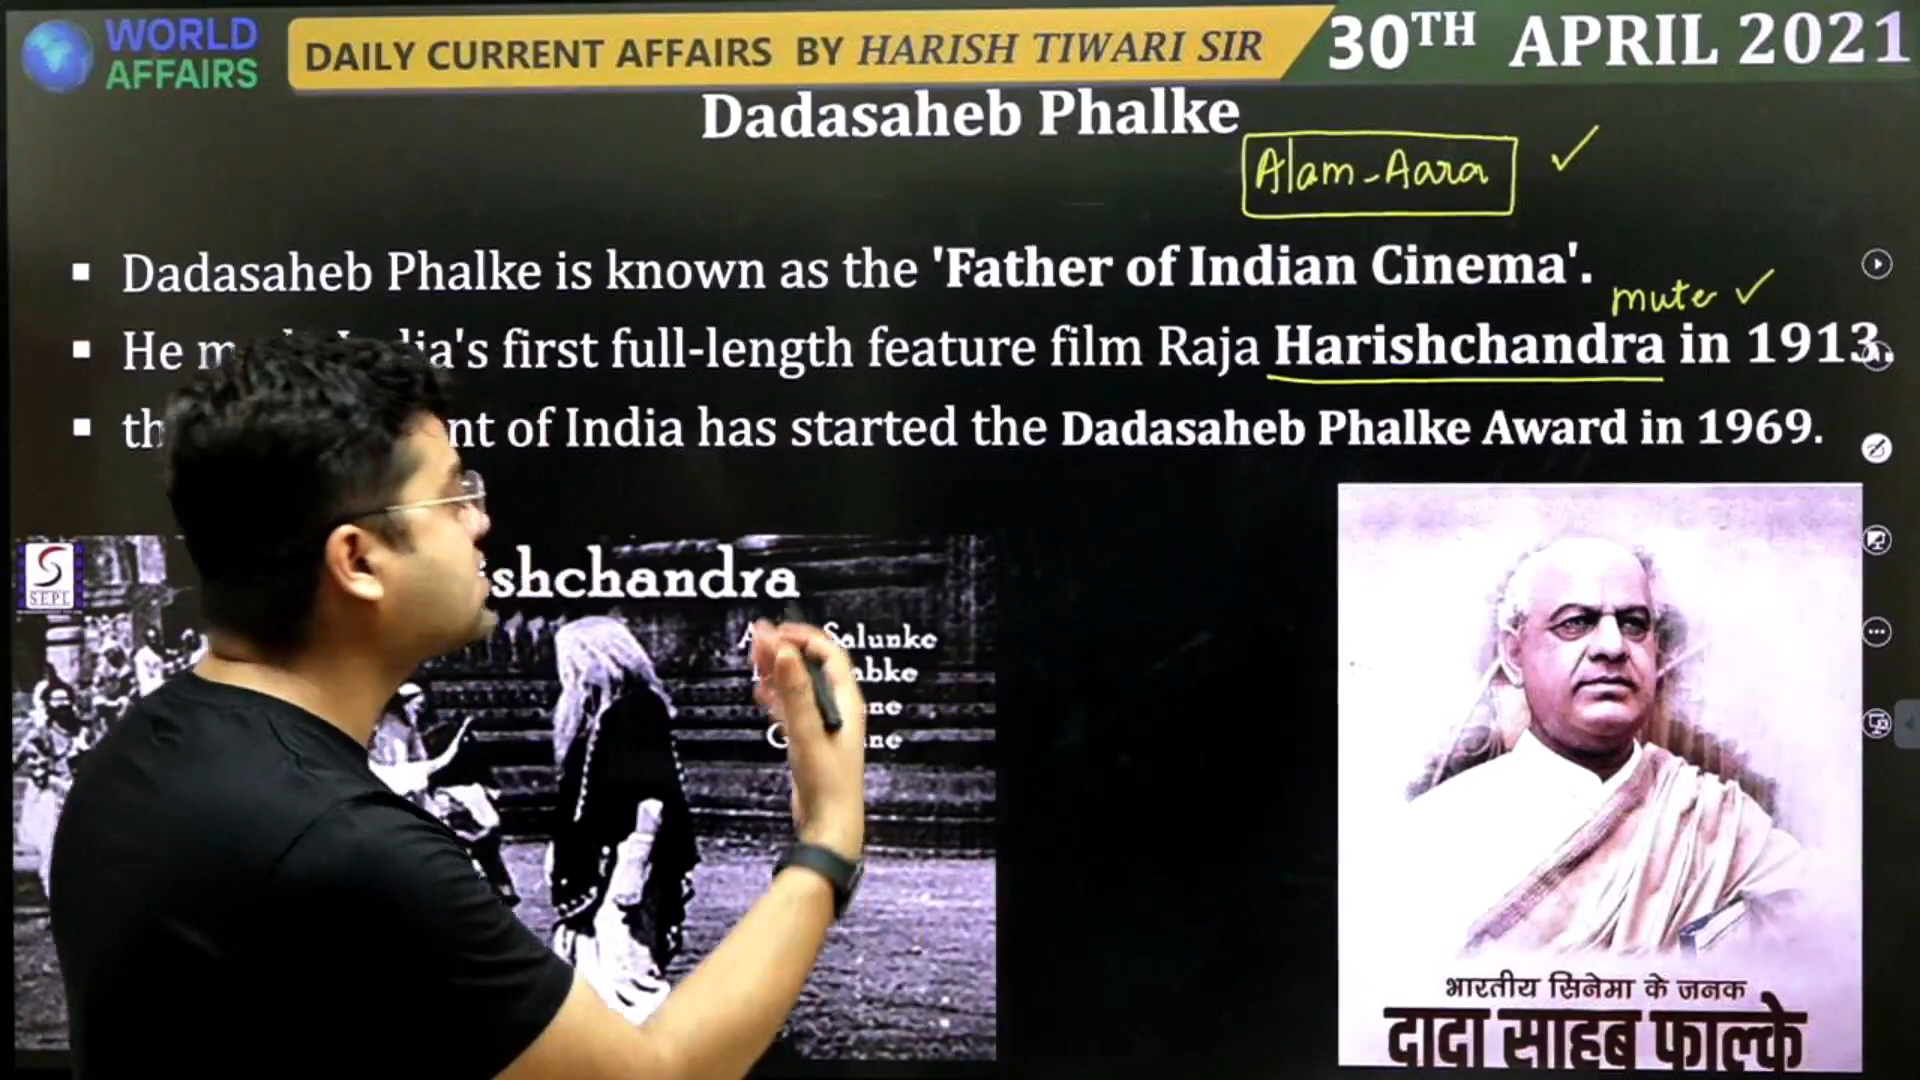 WORLD
AFFAIRS
DAILY CURRENT AFFAIRS BY HARISH TIWARI SIR
30TH APRIL 2021
Dadasaheb Phalke
Alam-Aara
▪ Dadasaheb Phalke is known as the 'Father of Indian Cinema'.
mute
▪ He ia's first full-length feature film Raja Harishchandra in 1913.
▪ th nt of India has started the Dadasaheb Phalke Award in 1969.
S
SEPL
ishchandra
Salunke
भारतीय सिनेमा के जनक
दादा साहब फाल्के